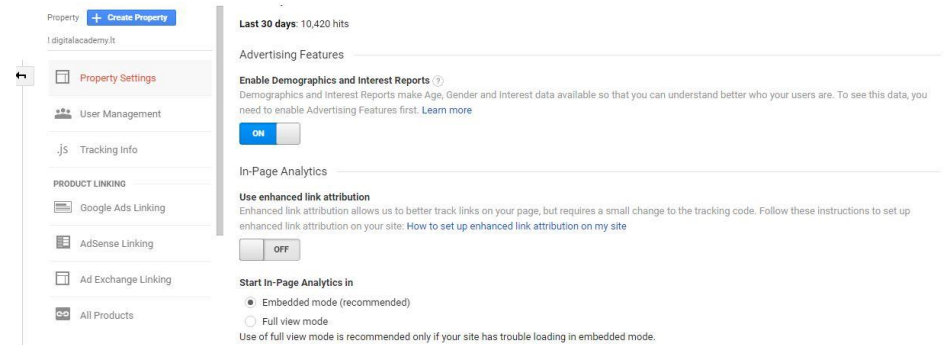 Property + Create Property
!.digitalacademy.lt
Property Settings
User Management
.js Tracking Info
PRODUCT LINKING
Google Ads Linking
AdSense Linking
Ad Exchange Linking
All Products
Last 30 days: 10,420 hits
Advertising Features
Enable Demographics and Interest Reports ?
Demographics and Interest Reports make Age, Gender and Interest data available so that you can understand better who your users are. To see this data, you
need to enable Advertising Features first. Learn more
ON
In-Page Analytics
Use enhanced link attribution
Enhanced link attribution allows us to better track links on your page, but requires a small change to the tracking code. Follow these instructions to set up
enhanced link attribution on your site: How to set up enhanced link attribution on my site
OFF
Start In-Page Analytics in
Embedded mode (recommended)
Full view mode
Use of full view mode is recommended only if your site has trouble loading in embedded mode.